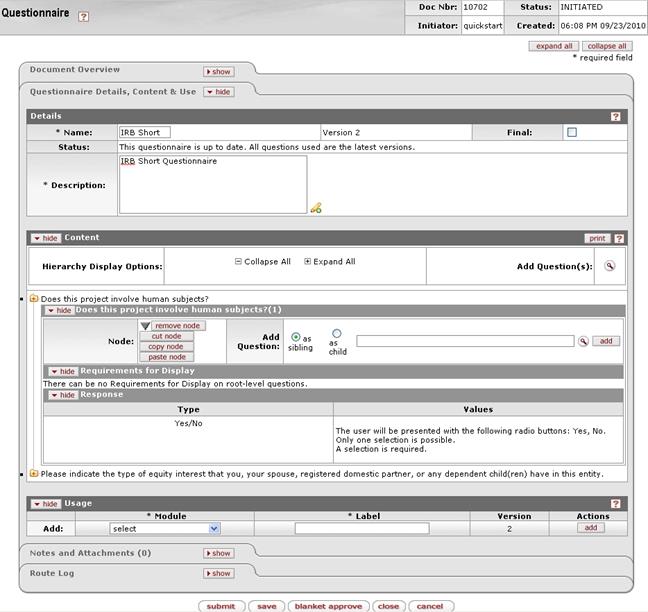 Questionnaire ?
Doc Nbr: 10702 Status: INITIATED
Initiator: quickstart Created: 06:08 PM 09/23/2010
expand all collapse all
* required field
Document Overview show
Questionnaire Details, Content & Use hide
Details ?
* Name: IRB Short Version 2 Final:
Status: This questionnaire is up to date. All questions used are the latest versions.
* Description: IRB Short Questionnaire
hide Content print ?
Hierarchy Display Options: Collapse All Expand All Add Question(s):
Does this project involve human subjects?
hide Does this project involve human subjects?(1)
Node: remove node
cut node
copy node
paste node
Add Question: as sibling as child add
hide Requirements for Display
There can be no Requirements for Display on root-level questions.
hide Response
Type Values
Yes/No The user will be presented with the following radio buttons: Yes, No.
Only one selection is possible.
A selection is required.
Please indicate the type of equity interest that you, your spouse, registered domestic partner, or any dependent child(ren) have in this entity.
hide Usage ?
* Module * Label Version Actions
Add: select 2 add
Notes and Attachments (0) show
Route Log show
submit save blanket approve close cancel